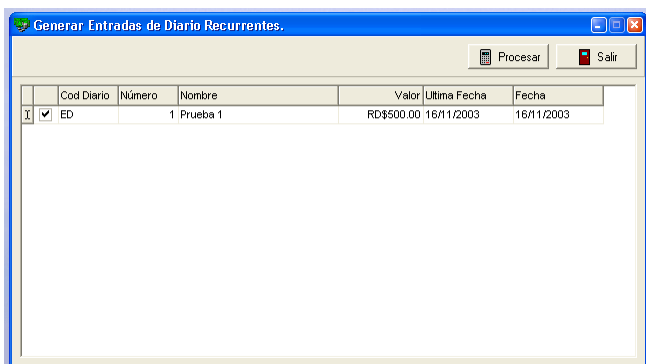 Generar Entradas de Diario Recurrentes.
Procesar Salir
Cod Diario Número Nombre Valor Ultima Fecha Fecha
ED 1 Prueba 1 RD$500.00 16/11/2003 16/11/2003